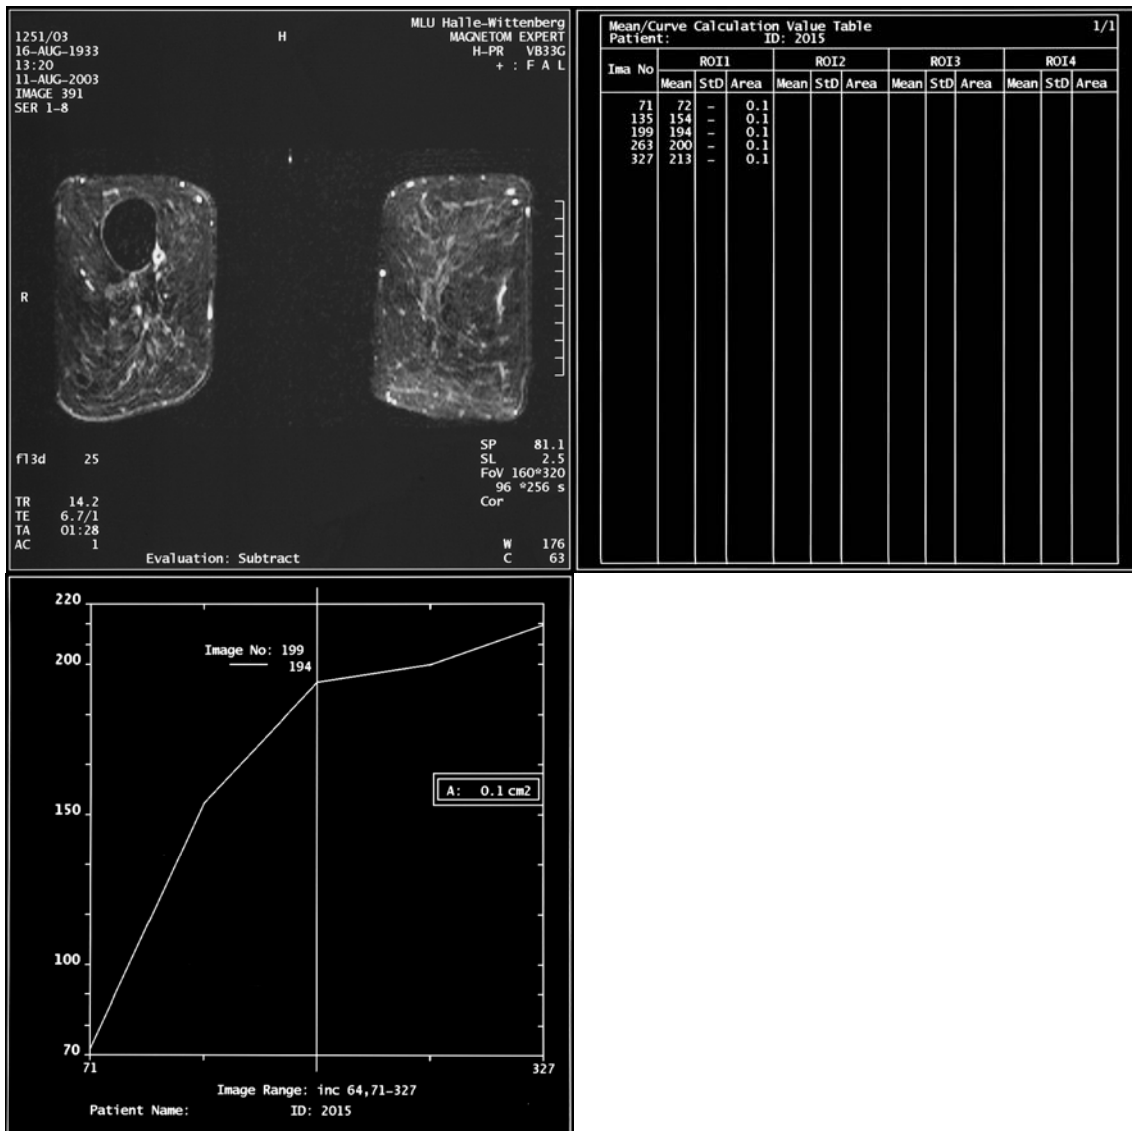 MLU Halle-Wittenberg
1251/03 H MAGNETOM EXPERT
16-AUG-1933 H-PR VB33G
13:20 + : F A L
11-AUG-2003
IMAGE 391
SER 1-8
R
SP 81.1
fl3d 25 SL 2.5
FoV 160*320
96 *256 s
TR 14.2 Cor
TE 6.7/1
TA 01:28
AC 1 W 176
Evaluation: Subtract C 63
Mean/Curve Calculation Value Table 1/1
Patient: ID: 2015
Ima No ROI1 ROI2 ROI3 ROI4
Mean StD Area Mean StD Area Mean StD Area Mean StD Area
71 72 – 0.1
135 154 – 0.1
199 194 – 0.1
263 200 – 0.1
327 213 – 0.1
220
Image No: 199
200 194
A: 0.1 cm2
150
100
70
71 327
Image Range: inc 64,71-327
Patient Name: ID: 2015